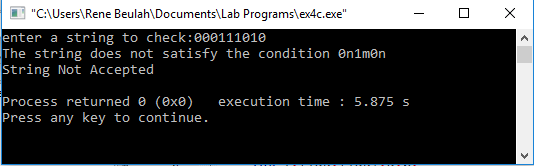 "C:\Users\Rene Beulah\Documents\Lab Programs\ex4c.exe"
enter a string to check:000111010
The string does not satisfy the condition 0n1m0n
String Not Accepted
Process returned 0 (0x0)   execution time : 5.875 s
Press any key to continue.